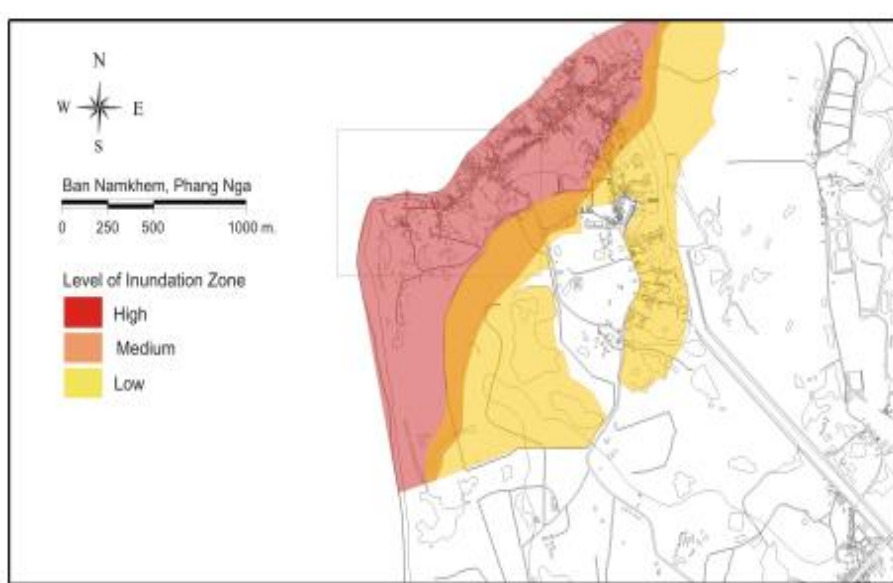 N
W E
S
Ban Namkhem, Phang Nga
0 250 500 1000 m.
Level of Inundation Zone
High
Medium
Low